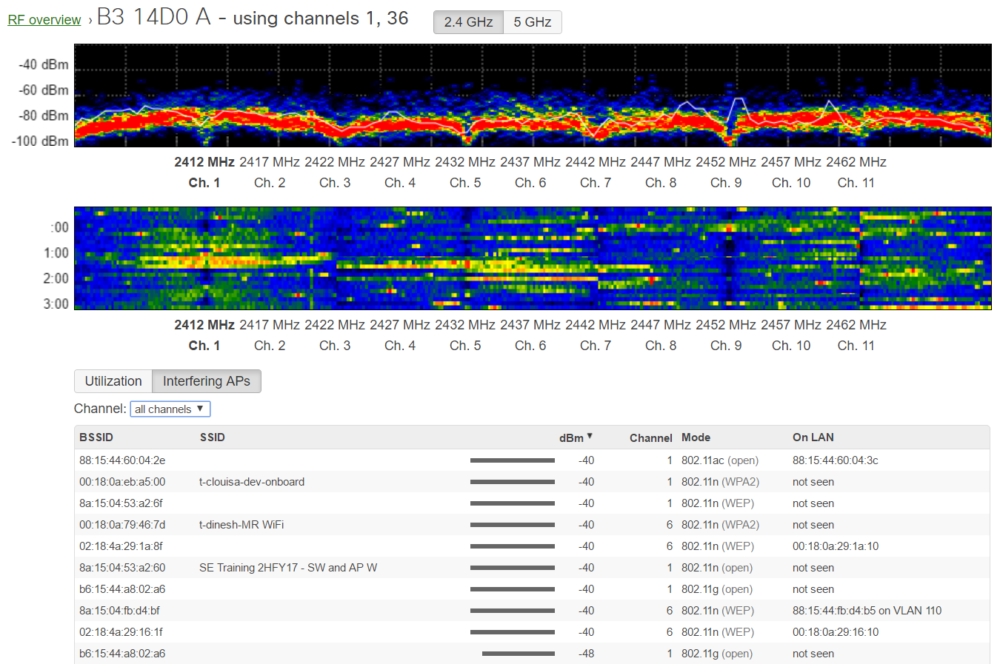 RF overview › B3 14D0 A - using channels 1, 36 2.4 GHz 5 GHz
-40 dBm
-60 dBm
-80 dBm
-100 dBm
2412 MHz 2417 MHz 2422 MHz 2427 MHz 2432 MHz 2437 MHz 2442 MHz 2447 MHz 2452 MHz 2457 MHz 2462 MHz
Ch. 1 Ch. 2 Ch. 3 Ch. 4 Ch. 5 Ch. 6 Ch. 7 Ch. 8 Ch. 9 Ch. 10 Ch. 11
:00
1:00
2:00
3:00
2412 MHz 2417 MHz 2422 MHz 2427 MHz 2432 MHz 2437 MHz 2442 MHz 2447 MHz 2452 MHz 2457 MHz 2462 MHz
Ch. 1 Ch. 2 Ch. 3 Ch. 4 Ch. 5 Ch. 6 Ch. 7 Ch. 8 Ch. 9 Ch. 10 Ch. 11
Utilization Interfering APs
Channel: all channels ▼
BSSID SSID dBm ▼ Channel Mode On LAN
88:15:44:60:04:2e -40 1 802.11ac (open) 88:15:44:60:04:3c
00:18:0a:eb:a5:00 t-clouisa-dev-onboard -40 1 802.11n (WPA2) not seen
8a:15:04:53:a2:6f -40 1 802.11n (WEP) not seen
00:18:0a:79:46:7d t-dinesh-MR WiFi -40 6 802.11n (WPA2) not seen
02:18:4a:29:1a:8f -40 6 802.11n (WEP) 00:18:0a:29:1a:10
8a:15:04:53:a2:60 SE Training 2HFY17 - SW and AP W -40 1 802.11n (open) not seen
b6:15:44:a8:02:a6 -40 1 802.11g (open) not seen
8a:15:04:fb:d4:bf -40 6 802.11n (WEP) 88:15:44:fb:d4:b5 on VLAN 110
02:18:4a:29:16:1f -40 6 802.11n (WEP) 00:18:0a:29:16:10
b6:15:44:a8:02:a6 -48 1 802.11g (open) not seen